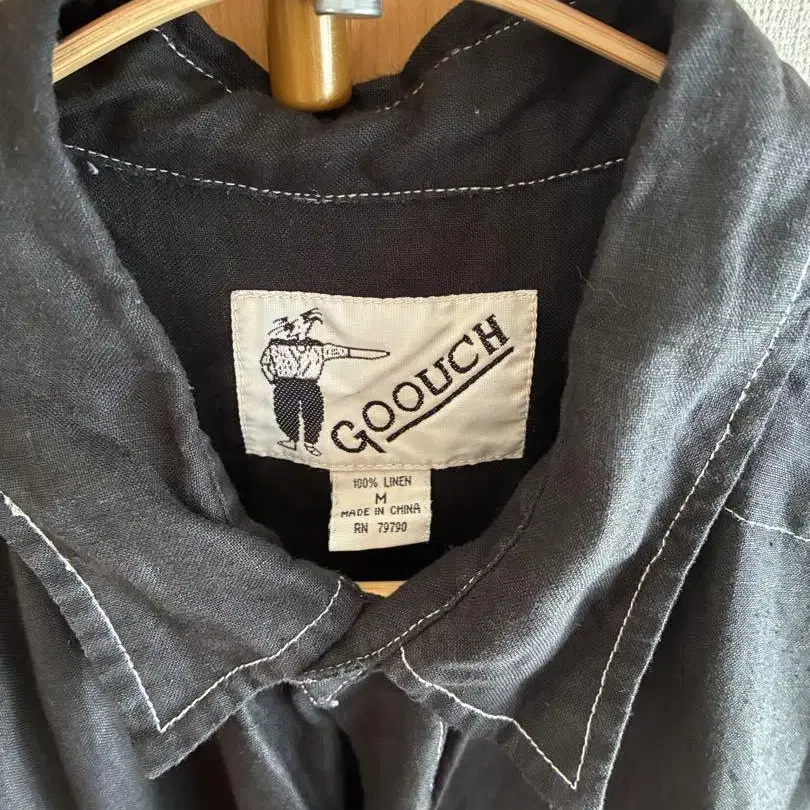 GOOUCH
100% LINEN
M
MADE IN CHINA
RN 79790